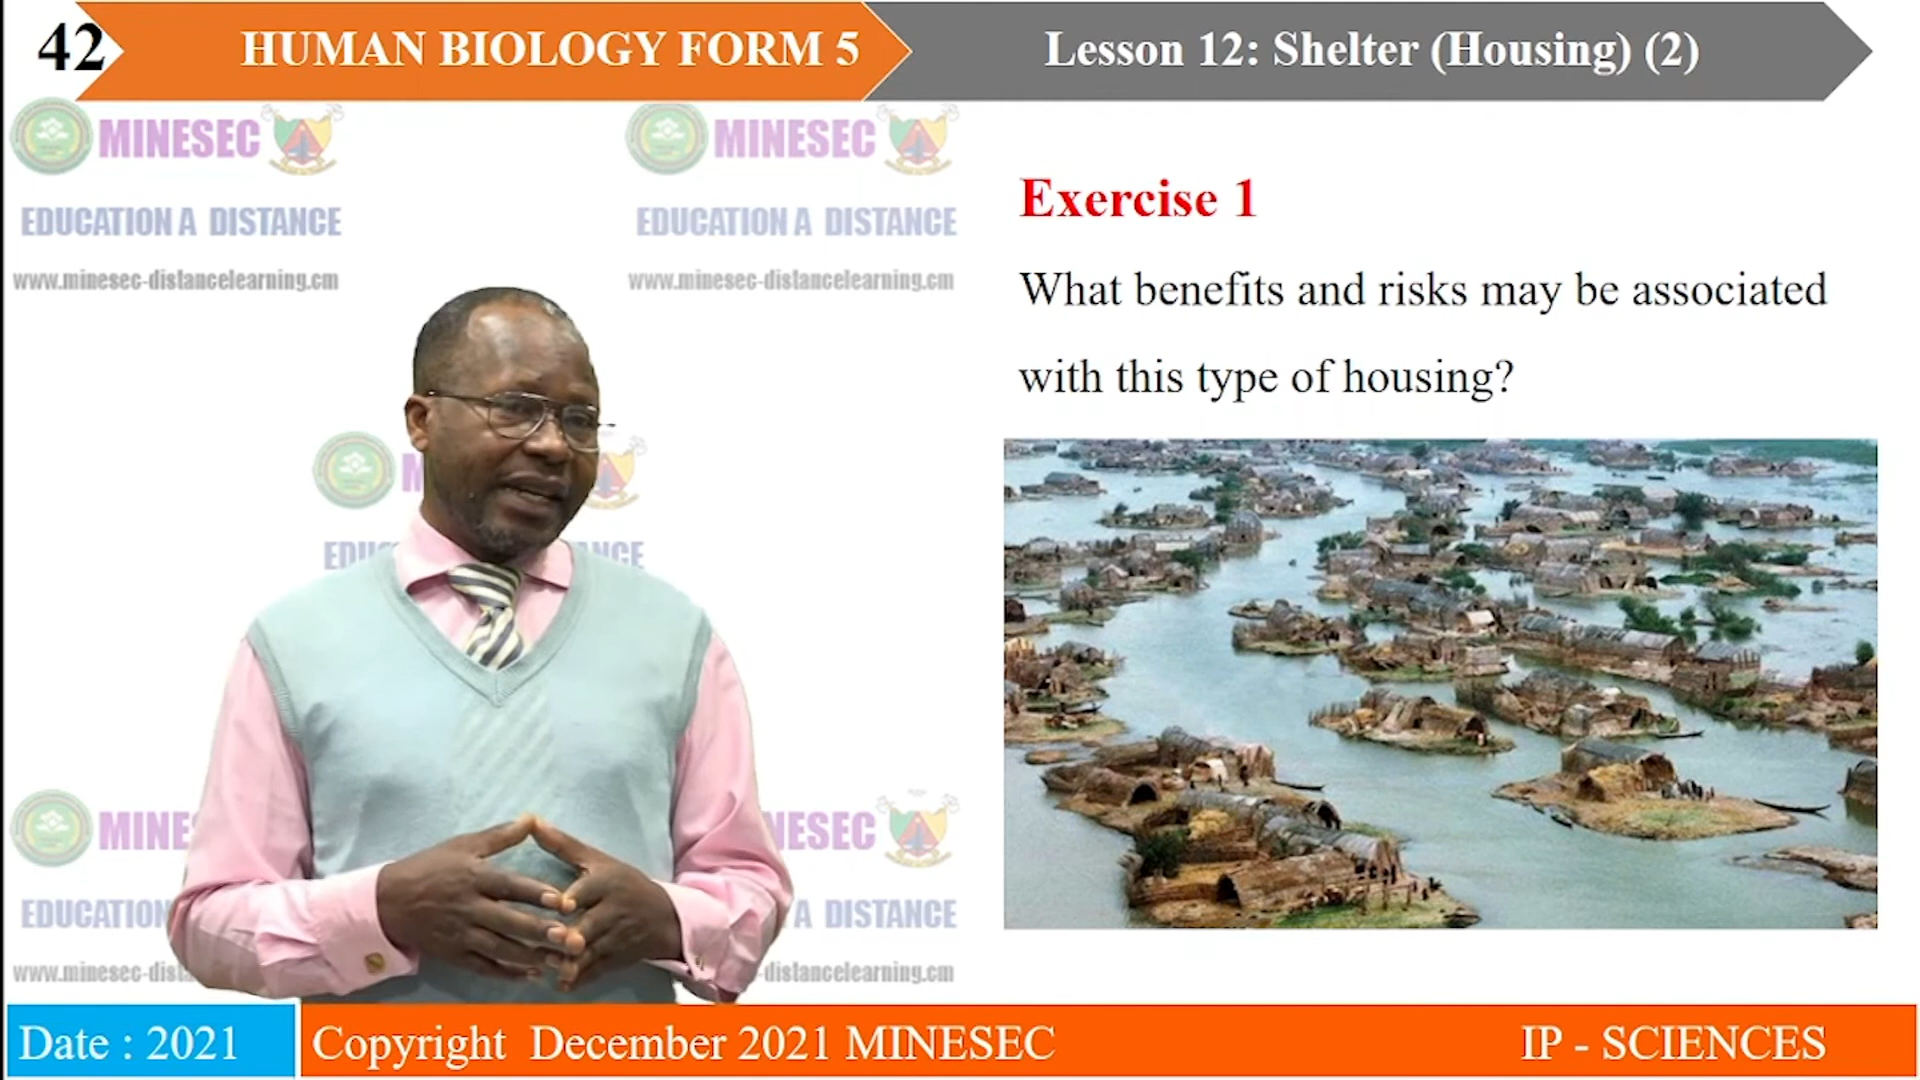 42
HUMAN BIOLOGY FORM 5
Lesson 12: Shelter (Housing) (2)
MINESEC
MINESEC
EDUCATION A DISTANCE
EDUCATION A DISTANCE
www.minesec-distancelearning.cm
www.minesec-distancelearning.cm
Exercise 1
What benefits and risks may be associated
with this type of housing?
Date : 2021
Copyright December 2021 MINESEC
IP - SCIENCES